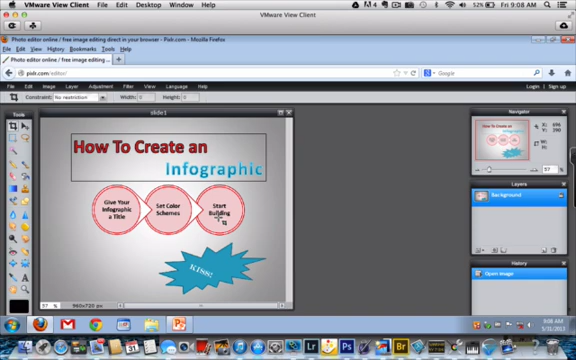 VMware View Client File Edit Desktop Window Help
52% Fri 9:08 AM
VMware View Client
Photo editor online / free image editing direct in your browser - Pixlr.com - Mozilla Firefox
File Edit View History Bookmarks Tools Help
Photo editor online / free image editing ...
pixlr.com/editor/
Google
File Edit Image Layer Adjustment Filter View Language Help
Login Sign up
Constraint: No restriction Width: 0 Height: 0
Tools
slide1
Navigator
X: 696
Y: 390
W:
H:
57
How To Create an
Infographic
Give Your
Infographic
a Title
Set Color
Schemes
Start
Building
KISS!
Layers
Background
History
Open image
57 % 960x720 px
9:08 AM
5/31/2013